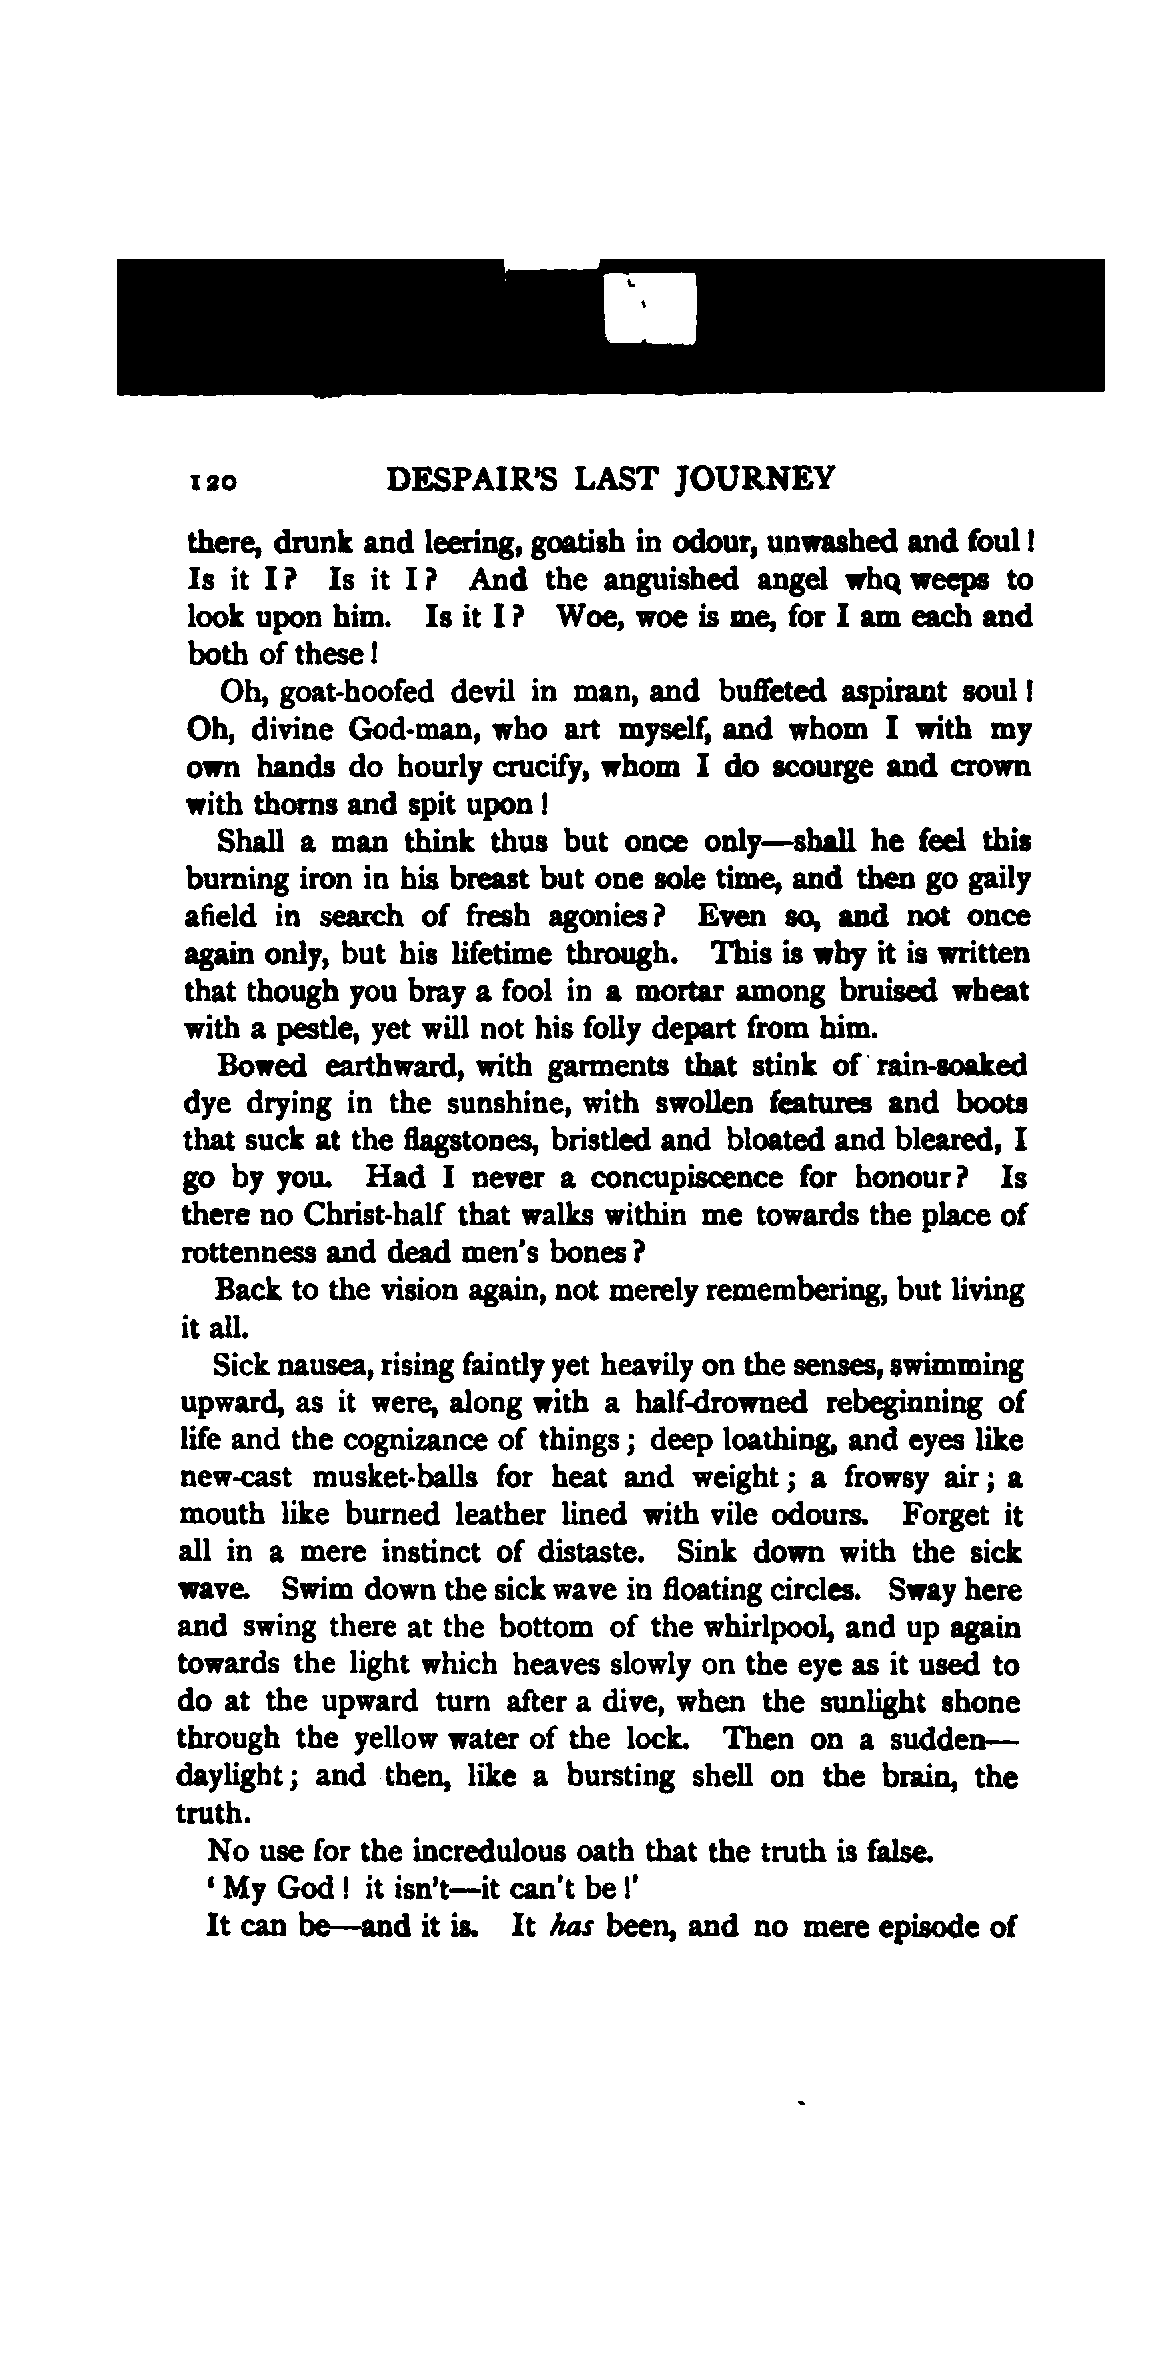 120 DESPAIR'S LAST JOURNEY
there, drunk and leering, goatish in odour, unwashed and foul!
Is it I? Is it I? And the anguished angel who weeps to
look upon him. Is it I? Woe, woe is me, for I am each and
both of these!
Oh, goat-hoofed devil in man, and buffeted aspirant soul!
Oh, divine God-man, who art myself, and whom I with my
own hands do hourly crucify, whom I do scourge and crown
with thorns and spit upon!
Shall a man think thus but once only—shall he feel this
burning iron in his breast but one sole time, and then go gaily
afield in search of fresh agonies? Even so, and not once
again only, but his lifetime through. This is why it is written
that though you bray a fool in a mortar among bruised wheat
with a pestle, yet will not his folly depart from him.
Bowed earthward, with garments that stink of rain-soaked
dye drying in the sunshine, with swollen features and boots
that suck at the flagstones, bristled and bloated and bleared, I
go by you. Had I never a concupiscence for honour? Is
there no Christ-half that walks within me towards the place of
rottenness and dead men's bones?
Back to the vision again, not merely remembering, but living
it all.
Sick nausea, rising faintly yet heavily on the senses, swimming
upward, as it were, along with a half-drowned rebeginning of
life and the cognizance of things; deep loathing, and eyes like
new-cast musket-balls for heat and weight; a frowsy air; a
mouth like burned leather lined with vile odours. Forget it
all in a mere instinct of distaste. Sink down with the sick
wave. Swim down the sick wave in floating circles. Sway here
and swing there at the bottom of the whirlpool, and up again
towards the light which heaves slowly on the eye as it used to
do at the upward turn after a dive, when the sunlight shone
through the yellow water of the lock. Then on a sudden—
daylight; and then, like a bursting shell on the brain, the
truth.
No use for the incredulous oath that the truth is false.
'My God! it isn't—it can't be!'
It can be—and it is. It has been, and no mere episode of